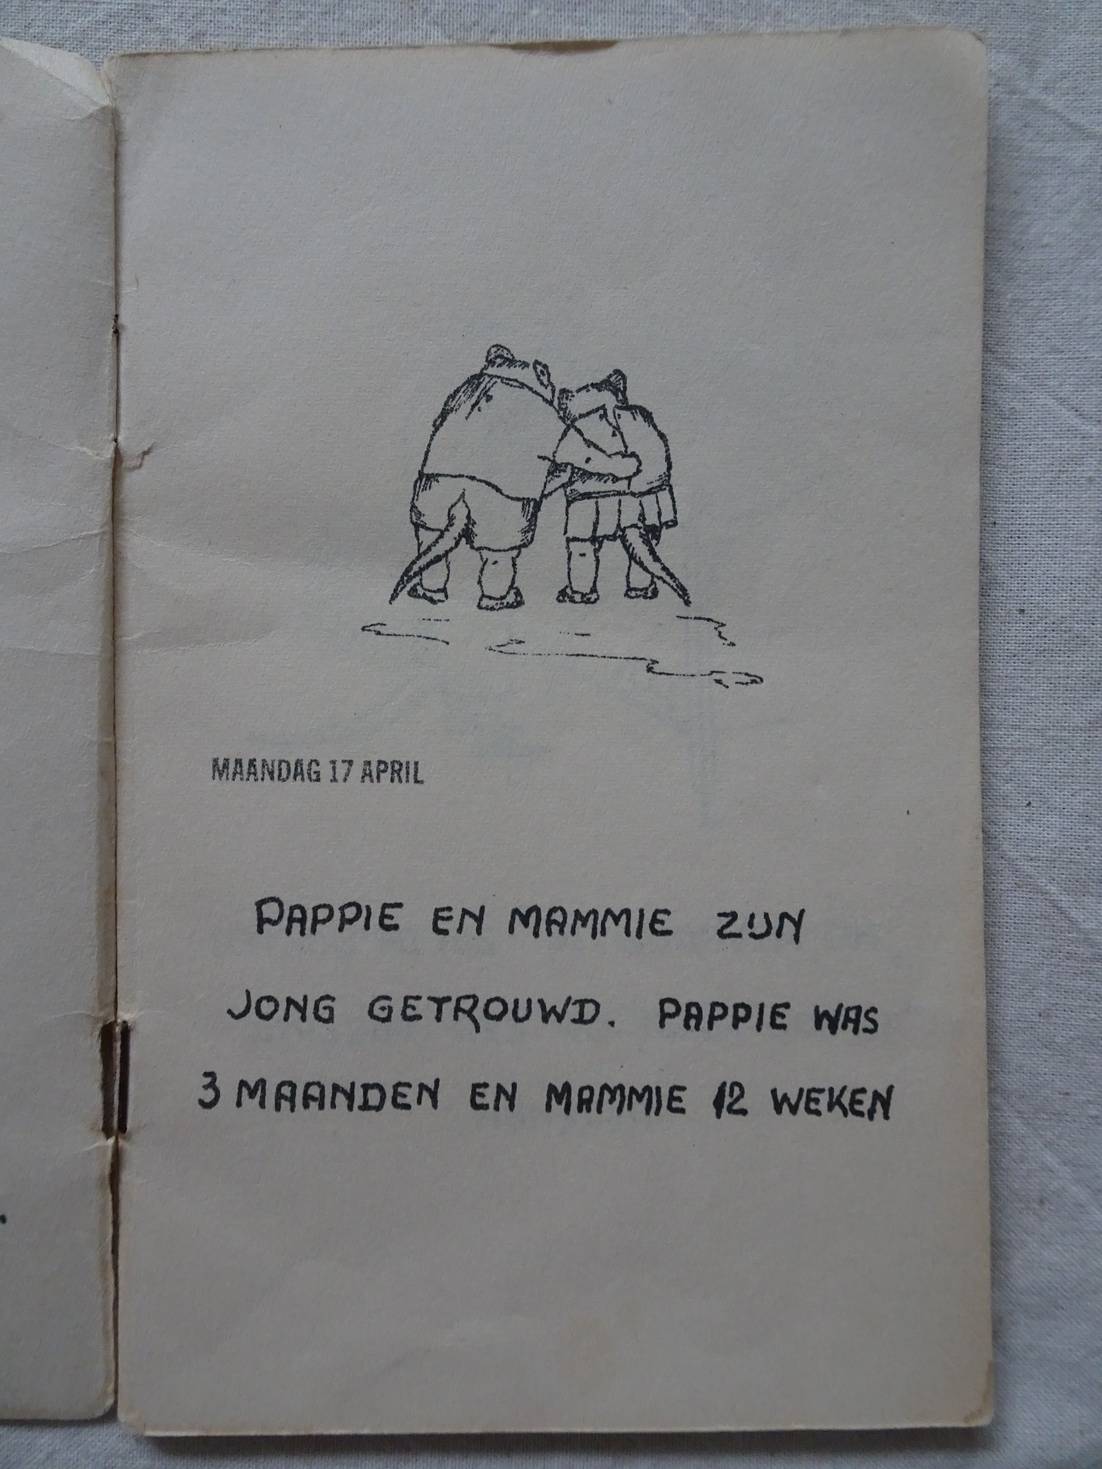 MAANDAG 17 APRIL
PAPPIE EN MAMMIE ZIJN
JONG GETROUWD. PAPPIE WAS
3 MAANDEN EN MAMMIE 12 WEKEN